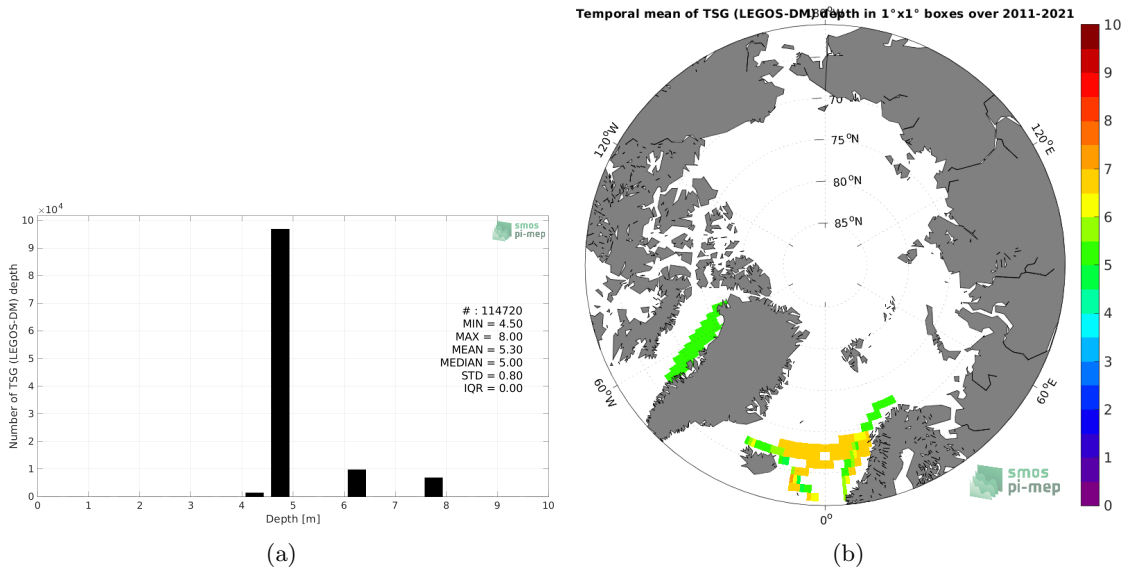 Temporal mean of TSG (LEGOS-DM) depth in 1°x1° boxes over 2011-2021
180°W
×10⁴
10
9
8
7
6
5
4
3
2
1
0
Number of TSG (LEGOS-DM) depth
smos
pi-mep
# : 114720
MIN = 4.50
MAX = 8.00
MEAN = 5.30
MEDIAN = 5.00
STD = 0.80
IQR = 0.00
0 1 2 3 4 5 6 7 8 9 10
Depth [m]
(a)
120°W
60°W
0°
60°E
120°E
70°N
75°N
80°N
85°N
smos
pi-mep
10
9
8
7
6
5
4
3
2
1
0
(b)